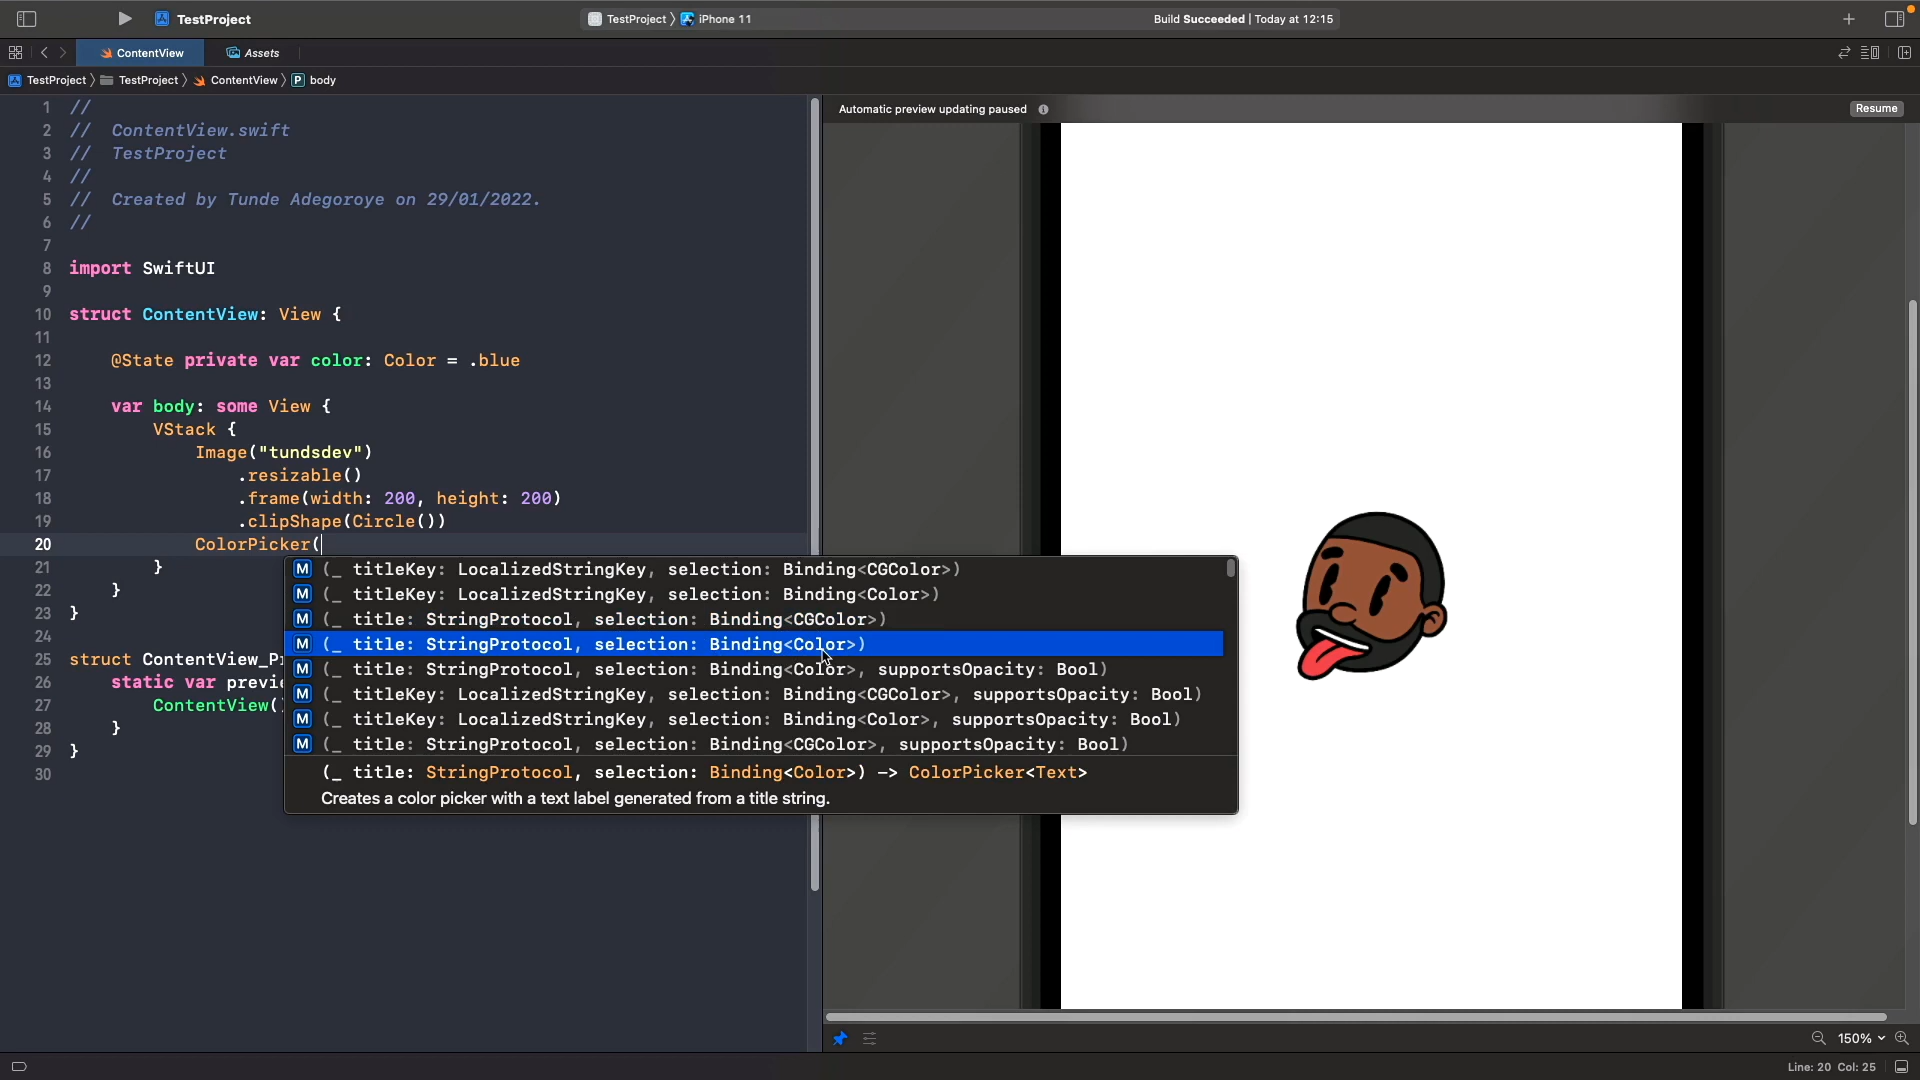 TestProject
TestProject 〉 iPhone 11
Build Succeeded | Today at 12:15
ContentView
Assets
TestProject 〉 TestProject 〉 ContentView 〉 P body
1 //
2 //  ContentView.swift
3 //  TestProject
4 //
5 //  Created by Tunde Adegoroye on 29/01/2022.
6 //
7
8 import SwiftUI
9
10 struct ContentView: View {
11
12     @State private var color: Color = .blue
13
14     var body: some View {
15         VStack {
16             Image("tundsdev")
17                 .resizable()
18                 .frame(width: 200, height: 200)
19                 .clipShape(Circle())
20             ColorPicker(
21         }
22     }
23 }
24
25 struct ContentView_P
26     static var previ
27         ContentView(
28     }
29 }
30
M (_ titleKey: LocalizedStringKey, selection: Binding<CGColor>)
M (_ titleKey: LocalizedStringKey, selection: Binding<Color>)
M (_ title: StringProtocol, selection: Binding<CGColor>)
M (_ title: StringProtocol, selection: Binding<Color>)
M (_ title: StringProtocol, selection: Binding<Color>, supportsOpacity: Bool)
M (_ titleKey: LocalizedStringKey, selection: Binding<CGColor>, supportsOpacity: Bool)
M (_ titleKey: LocalizedStringKey, selection: Binding<Color>, supportsOpacity: Bool)
M (_ title: StringProtocol, selection: Binding<CGColor>, supportsOpacity: Bool)
(_ title: StringProtocol, selection: Binding<Color>) -> ColorPicker<Text>
Creates a color picker with a text label generated from a title string.
Automatic preview updating paused
Resume
150%
Line: 20 Col: 25